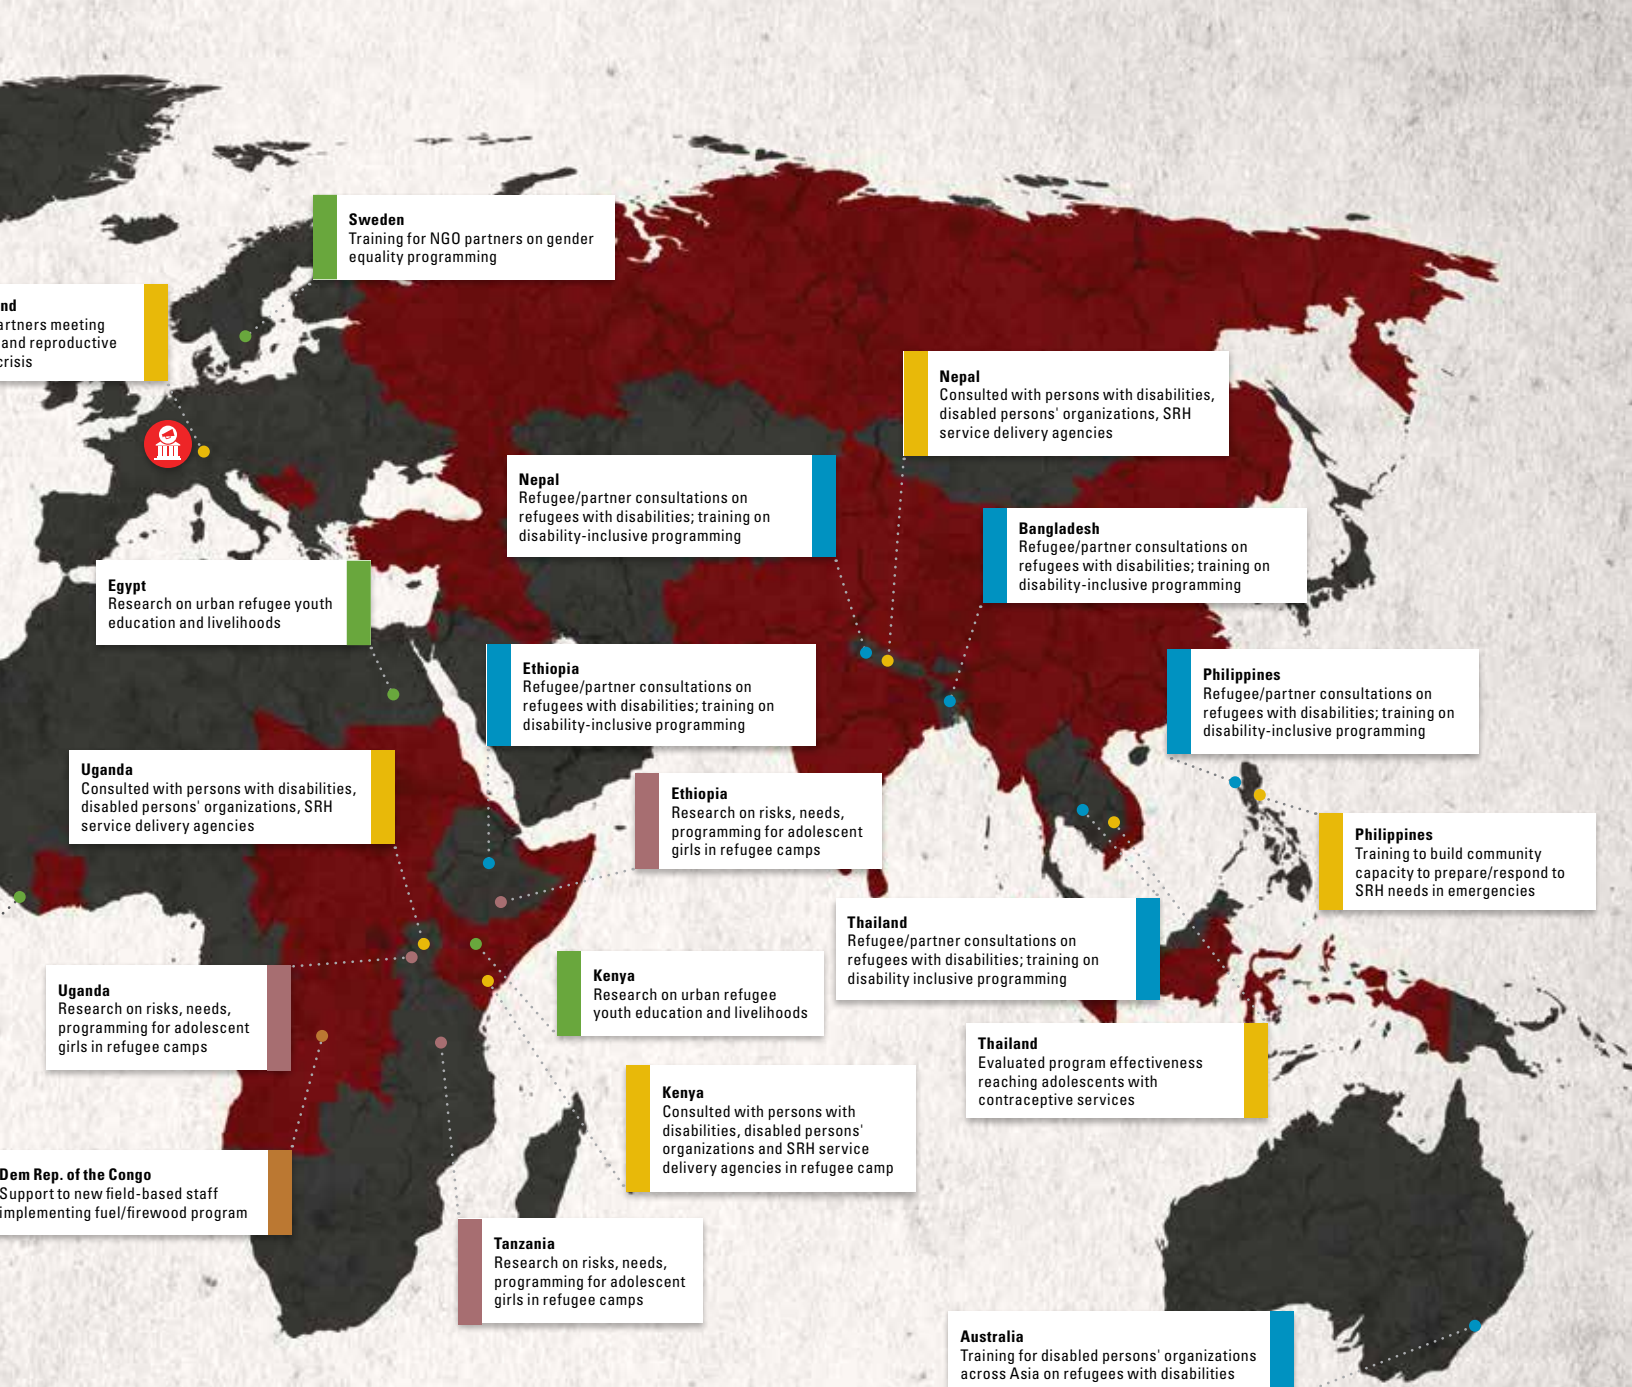 Sweden
Training for NGO partners on gender
equality programming
nd
artners meeting
and reproductive
crisis
Nepal
Consulted with persons with disabilities,
disabled persons' organizations, SRH
service delivery agencies
Nepal
Refugee/partner consultations on
refugees with disabilities; training on
disability-inclusive programming
Bangladesh
Refugee/partner consultations on
refugees with disabilities; training on
disability-inclusive programming
Egypt
Research on urban refugee youth
education and livelihoods
Ethiopia
Refugee/partner consultations on
refugees with disabilities; training on
disability-inclusive programming
Philippines
Refugee/partner consultations on
refugees with disabilities; training on
disability-inclusive programming
Uganda
Consulted with persons with disabilities,
disabled persons' organizations, SRH
service delivery agencies
Ethiopia
Research on risks, needs,
programming for adolescent
girls in refugee camps
Philippines
Training to build community
capacity to prepare/respond to
SRH needs in emergencies
Thailand
Refugee/partner consultations on
refugees with disabilities; training on
disability inclusive programming
Uganda
Research on risks, needs,
programming for adolescent
girls in refugee camps
Kenya
Research on urban refugee
youth education and livelihoods
Thailand
Evaluated program effectiveness
reaching adolescents with
contraceptive services
Kenya
Consulted with persons with
disabilities, disabled persons'
organizations and SRH service
delivery agencies in refugee camp
Dem Rep. of the Congo
Support to new field-based staff
implementing fuel/firewood program
Tanzania
Research on risks, needs,
programming for adolescent
girls in refugee camps
Australia
Training for disabled persons' organizations
across Asia on refugees with disabilities